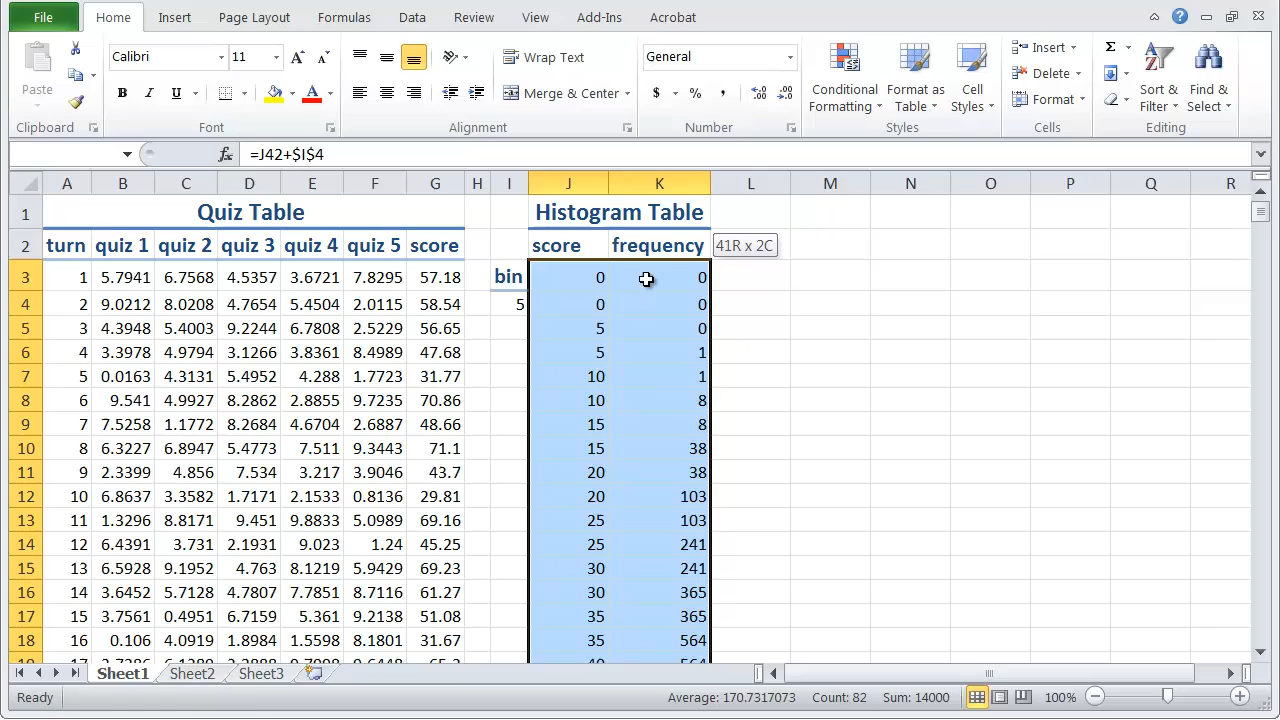 File Home Insert Page Layout Formulas Data Review View Add-Ins Acrobat
Calibri 11 Wrap Text General Insert
Paste Merge & Center Conditional Formatting Format as Table Cell Styles Delete Format Sort & Filter Find & Select
Clipboard Font Alignment Number Styles Cells Editing
fx =J42+$I$4
A B C D E F G H I J K L M N O P Q R
1 Quiz Table Histogram Table
2 turn quiz 1 quiz 2 quiz 3 quiz 4 quiz 5 score score frequency 41R x 2C
3 1 5.7941 6.7568 4.5357 3.6721 7.8295 57.18 bin 0 0
4 2 9.0212 8.0208 4.7654 5.4504 2.0115 58.54 5 0 0
5 3 4.3948 5.4003 9.2244 6.7808 2.5229 56.65 5 0
6 4 3.3978 4.9794 3.1266 3.8361 8.4989 47.68 5 1
7 5 0.0163 4.3131 5.4952 4.288 1.7723 31.77 10 1
8 6 9.541 4.9927 8.2862 2.8855 9.7235 70.86 10 8
9 7 7.5258 1.1772 8.2684 4.6704 2.6887 48.66 15 8
10 8 6.3227 6.8947 5.4773 7.511 9.3443 71.1 15 38
11 9 2.3399 4.856 7.534 3.217 3.9046 43.7 20 38
12 10 6.8637 3.3582 1.7171 2.1533 0.8136 29.81 20 103
13 11 1.3296 8.8171 9.451 9.8833 5.0989 69.16 25 103
14 12 6.4391 3.731 2.1931 9.023 1.24 45.25 25 241
15 13 6.5928 9.1952 4.763 8.1219 5.9429 69.23 30 241
16 14 3.6452 5.7128 4.7807 7.7851 8.7116 61.27 30 365
17 15 3.7561 0.4951 6.7159 5.361 9.2138 51.08 35 365
18 16 0.106 4.0919 1.8984 1.5598 8.1801 31.67 35 564
Sheet1 Sheet2 Sheet3
Ready Average: 170.7317073 Count: 82 Sum: 14000 100%